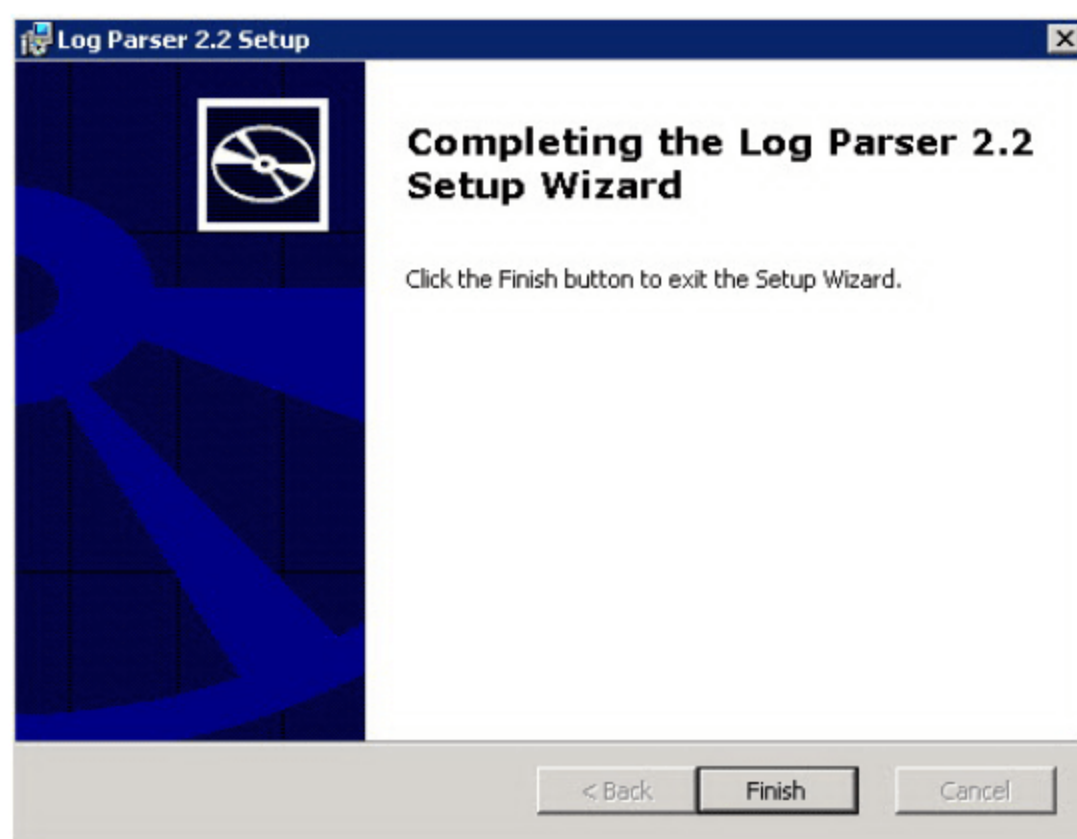 Log Parser 2.2 Setup
Completing the Log Parser 2.2
Setup Wizard
Click the Finish button to exit the Setup Wizard.
< Back
Finish
Cancel